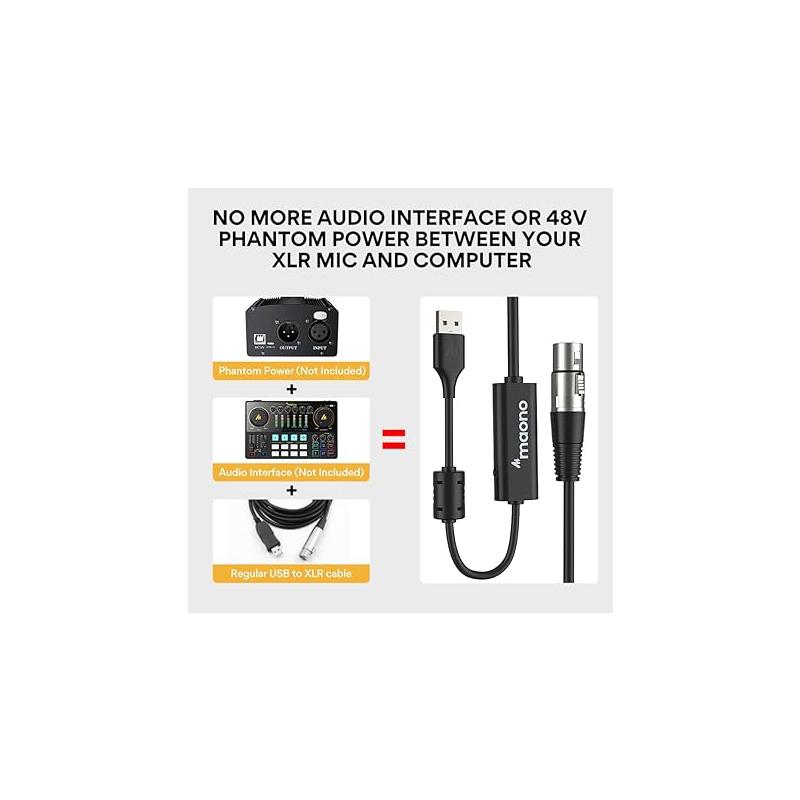 NO MORE AUDIO INTERFACE OR 48V
PHANTOM POWER BETWEEN YOUR
XLR MIC AND COMPUTER
OUTPUT
INPUT
Phantom Power (Not Included)
+
Audio Interface (Not Included)
+
Regular USB to XLR cable
=
maono